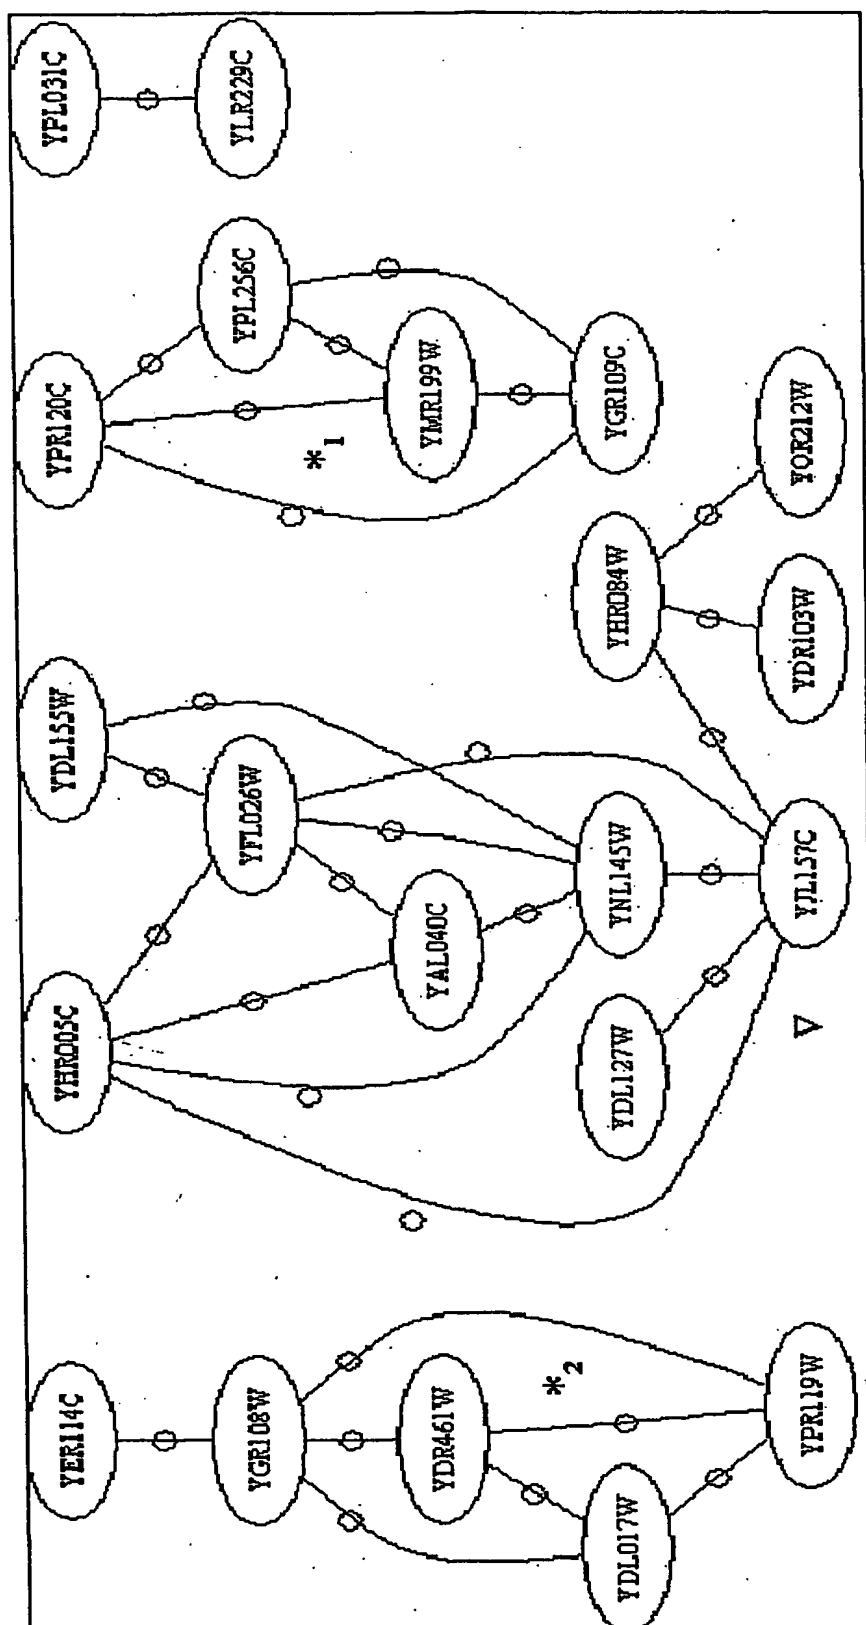 YER114C
YHR005C
YDL155W
YPR120C
YPL031C
YGR108W
YFL026W
YPL256C
YLR229C
YDR461W
YAL040C
*1
YMR199W
*2
YDL017W
YDL127W
YNL145W
YHR084W
YGR109C
YPR119W
∇
YJL157C
YDR103W
YOR212W